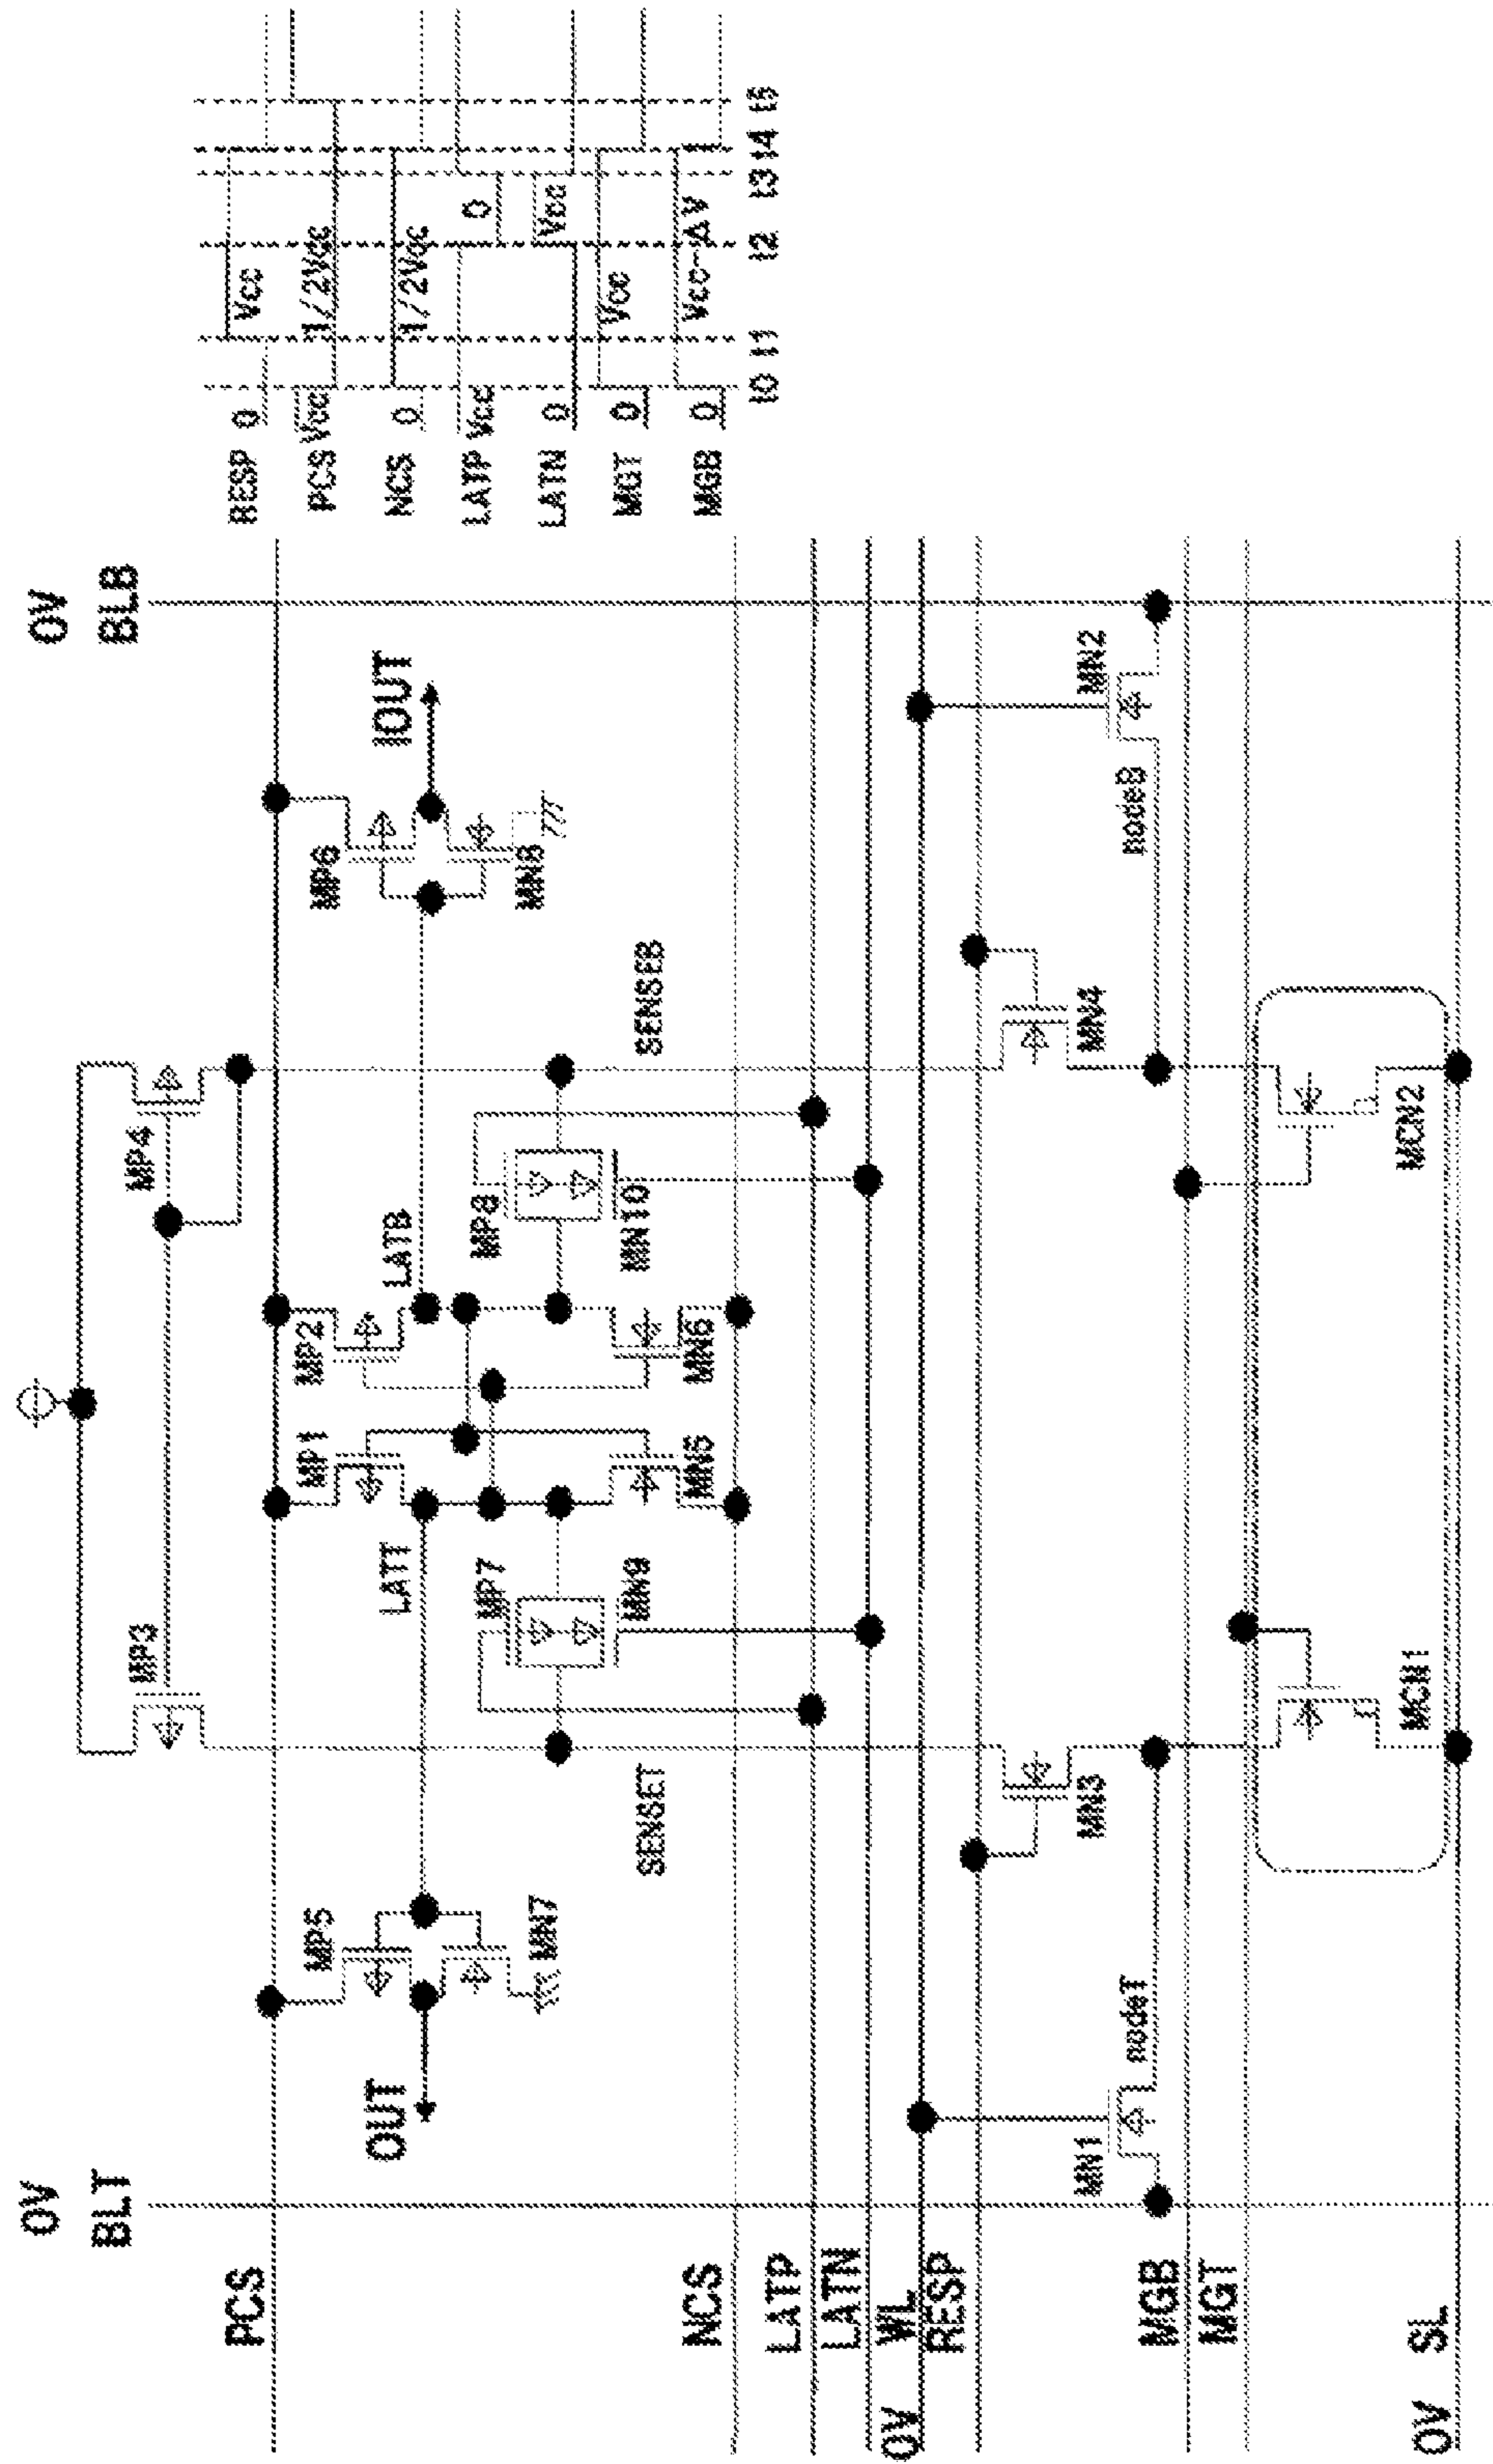 0V 0V
BLT BLB
PCS
MP3 MP4
MP5 MP1 MP2 MP6
OUT LATT LATB IOUT
MP7 MP8
MN7 MN9 MN5 MN6 MN10 MN8
SENSET SENSEB
NCS
LATP
LATN
0V WL
RESP
MN3 MN4
MN1 nodeT nodeB MN2
MGB
MGT
MCN1 MCN2
0V SL
RESP 0 Vcc
PCS Vcc 1/2Vcc
NCS 0 1/2Vcc
LATP Vcc 0
LATN 0 Vcc
MGT 0 Vcc
MGB 0 Vcc-ΔV
t0 t1 t2 t3 t4 t5